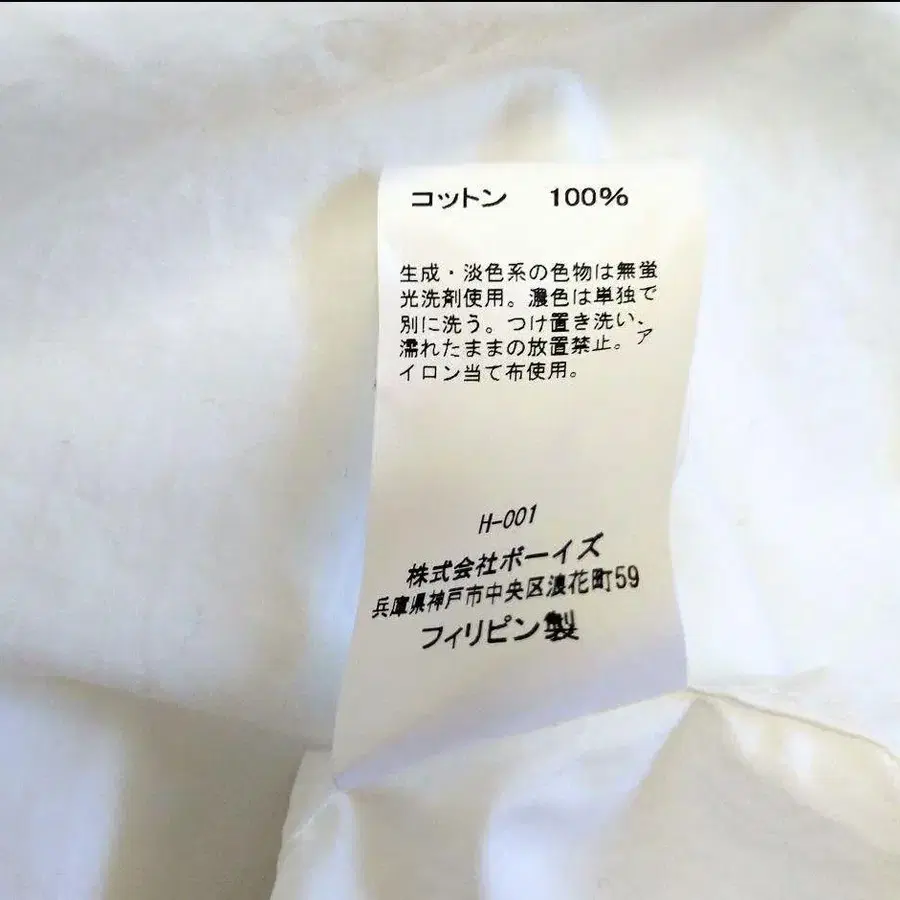 コットン 100%
生成・淡色系の色物は無蛍
光洗剤使用。濃色は単独で
別に洗う。つけ置き洗い、
濡れたままの放置禁止。ア
イロン当て布使用。
H-001
株式会社ボーイズ
兵庫県神戸市中央区浪花町59
フィリピン製